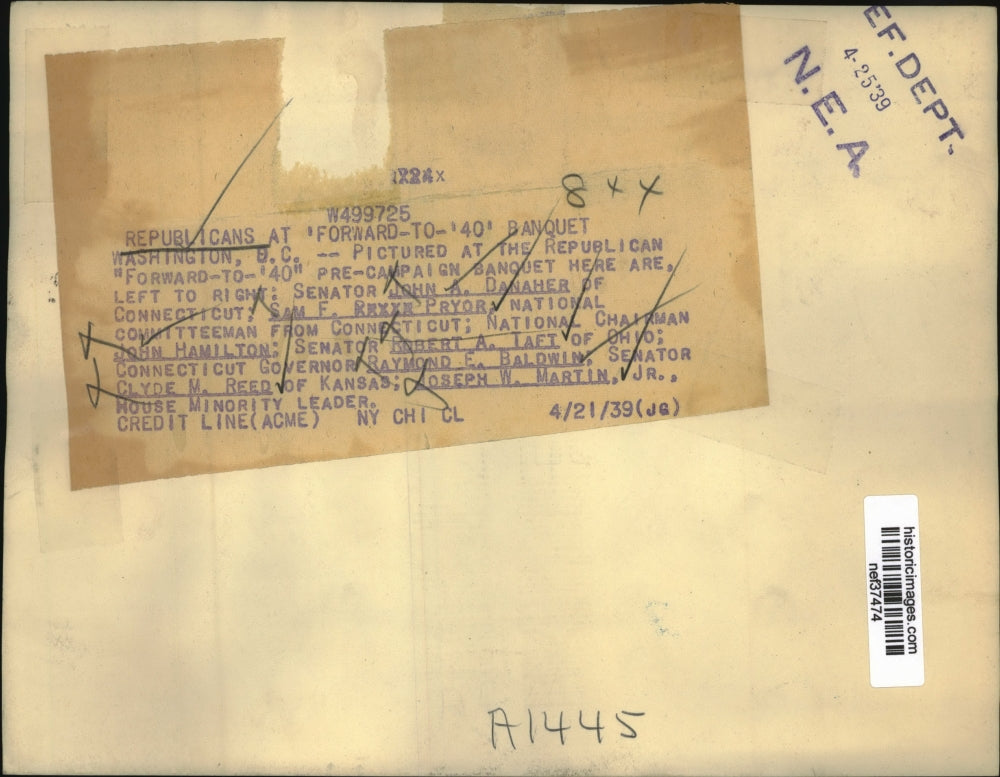 EF. DEPT.
4-25'39
N. E. A.
8 x x
W499725
REPUBLICANS AT 'FORWARD-TO-'40' BANQUET
WASHINGTON, D.C. -- PICTURED AT THE REPUBLICAN
"FORWARD-TO-'40" PRE-CAMPAIGN BANQUET HERE ARE,
LEFT TO RIGHT: SENATOR JOHN A. DANAHER OF
CONNECTICUT; SAM F. PRYOR, NATIONAL
COMMITTEEMAN FROM CONNECTICUT; NATIONAL CHAIRMAN
JOHN HAMILTON; SENATOR ROBERT A. TAFT OF OHIO;
CONNECTICUT GOVERNOR RAYMOND E. BALDWIN, SENATOR
CLYDE M. REED OF KANSAS; JOSEPH W. MARTIN, JR.,
HOUSE MINORITY LEADER.
CREDIT LINE(ACME) NY CHI CL 4/21/39(JG)
historicimages.com
nef37474
A1445